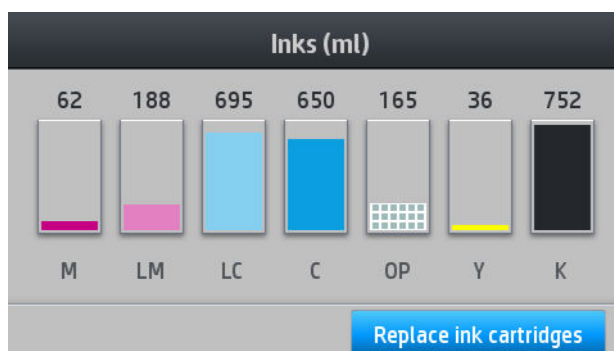 Inks (ml)
62 188 695 650 165 36 752
M LM LC C OP Y K
Replace ink cartridges